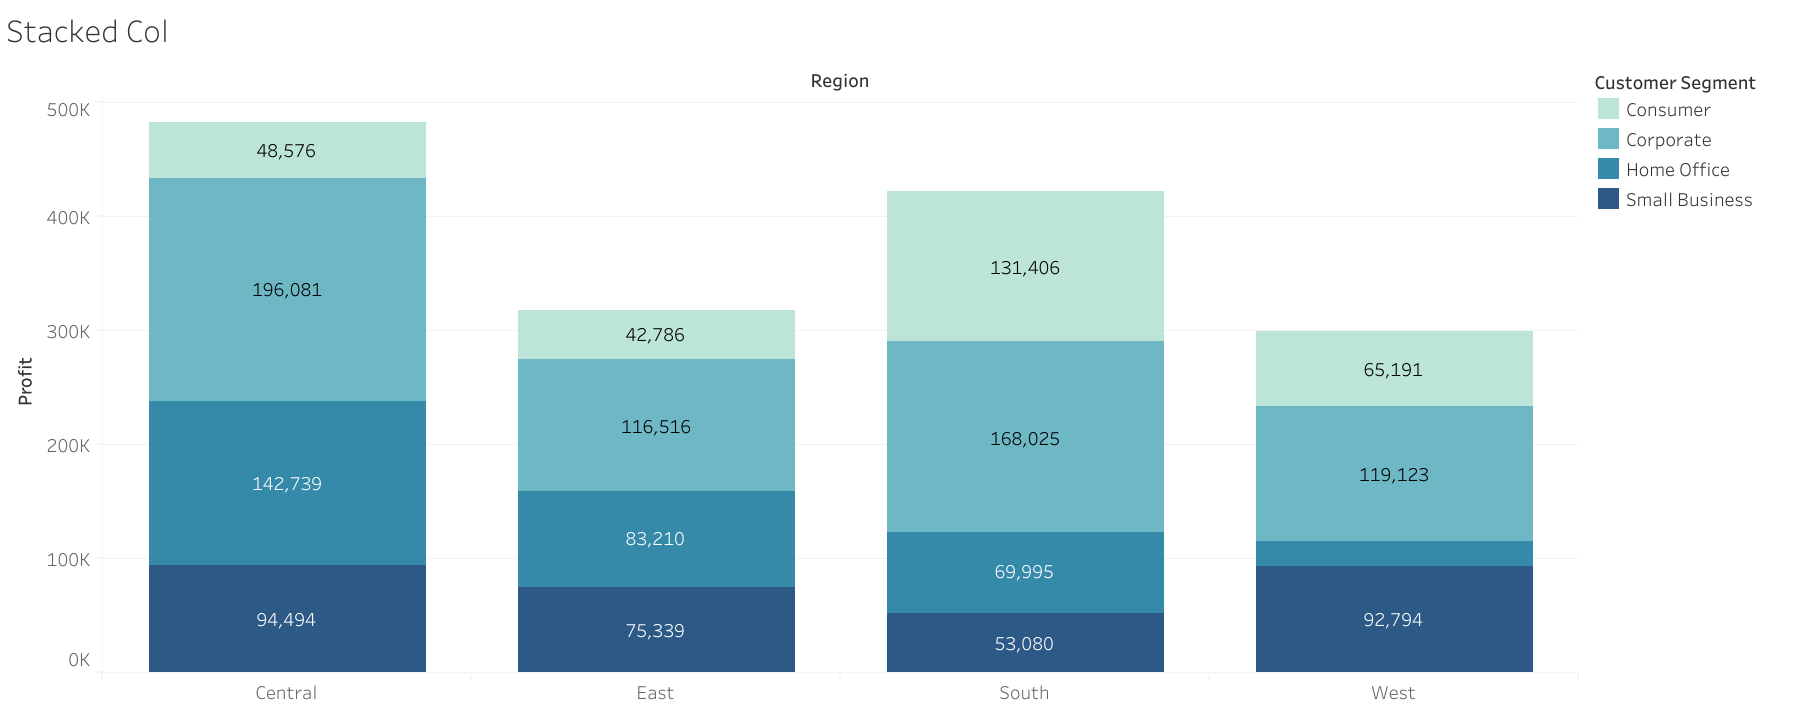 Stacked Col
Region
Customer Segment
Consumer
Corporate
Home Office
Small Business
Profit
500K
400K
300K
200K
100K
0K
48,576
196,081
142,739
94,494
42,786
116,516
83,210
75,339
131,406
168,025
69,995
53,080
65,191
119,123
92,794
Central
East
South
West